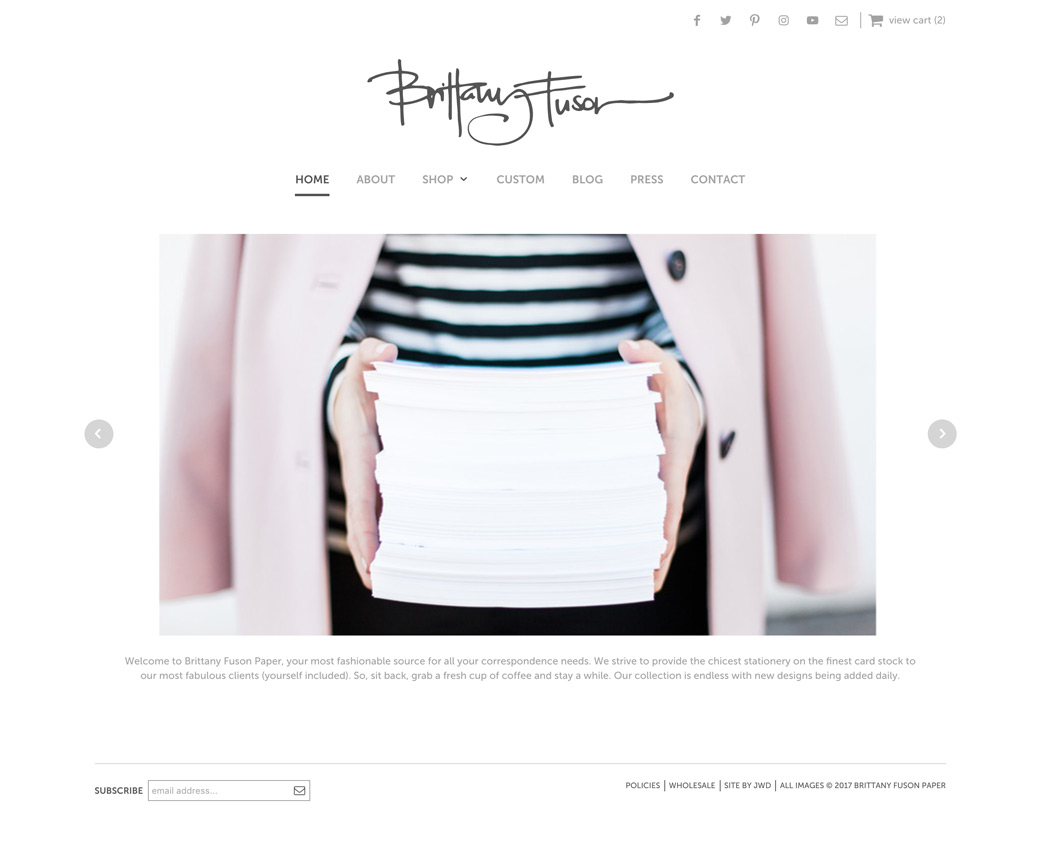 view cart (2)
Brittany Fuson
HOME ABOUT SHOP CUSTOM BLOG PRESS CONTACT
Welcome to Brittany Fuson Paper, your most fashionable source for all your correspondence needs. We strive to provide the chicest stationery on the finest card stock to
our most fabulous clients (yourself included). So, sit back, grab a fresh cup of coffee and stay a while. Our collection is endless with new designs being added daily.
SUBSCRIBE email address...
POLICIES | WHOLESALE | SITE BY JWD | ALL IMAGES © 2017 BRITTANY FUSON PAPER